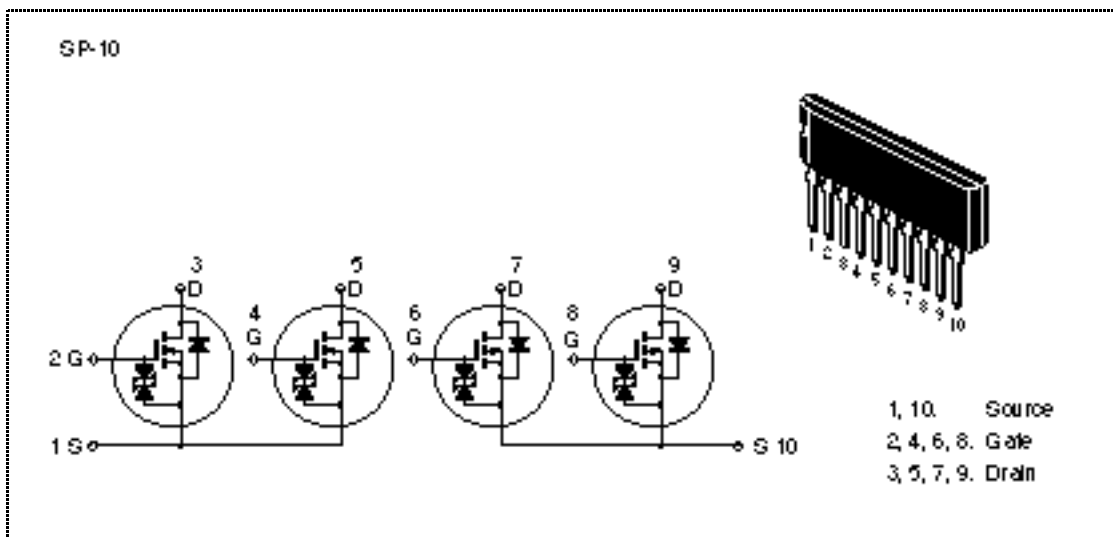 SP-10
1 2 3 4 5 6 7 8 9 10
3 5 7 9
D D D D
4 6 8
G G G
2 G
1 S
S 10
1, 10. Source
2, 4, 6, 8. Gate
3, 5, 7, 9. Drain